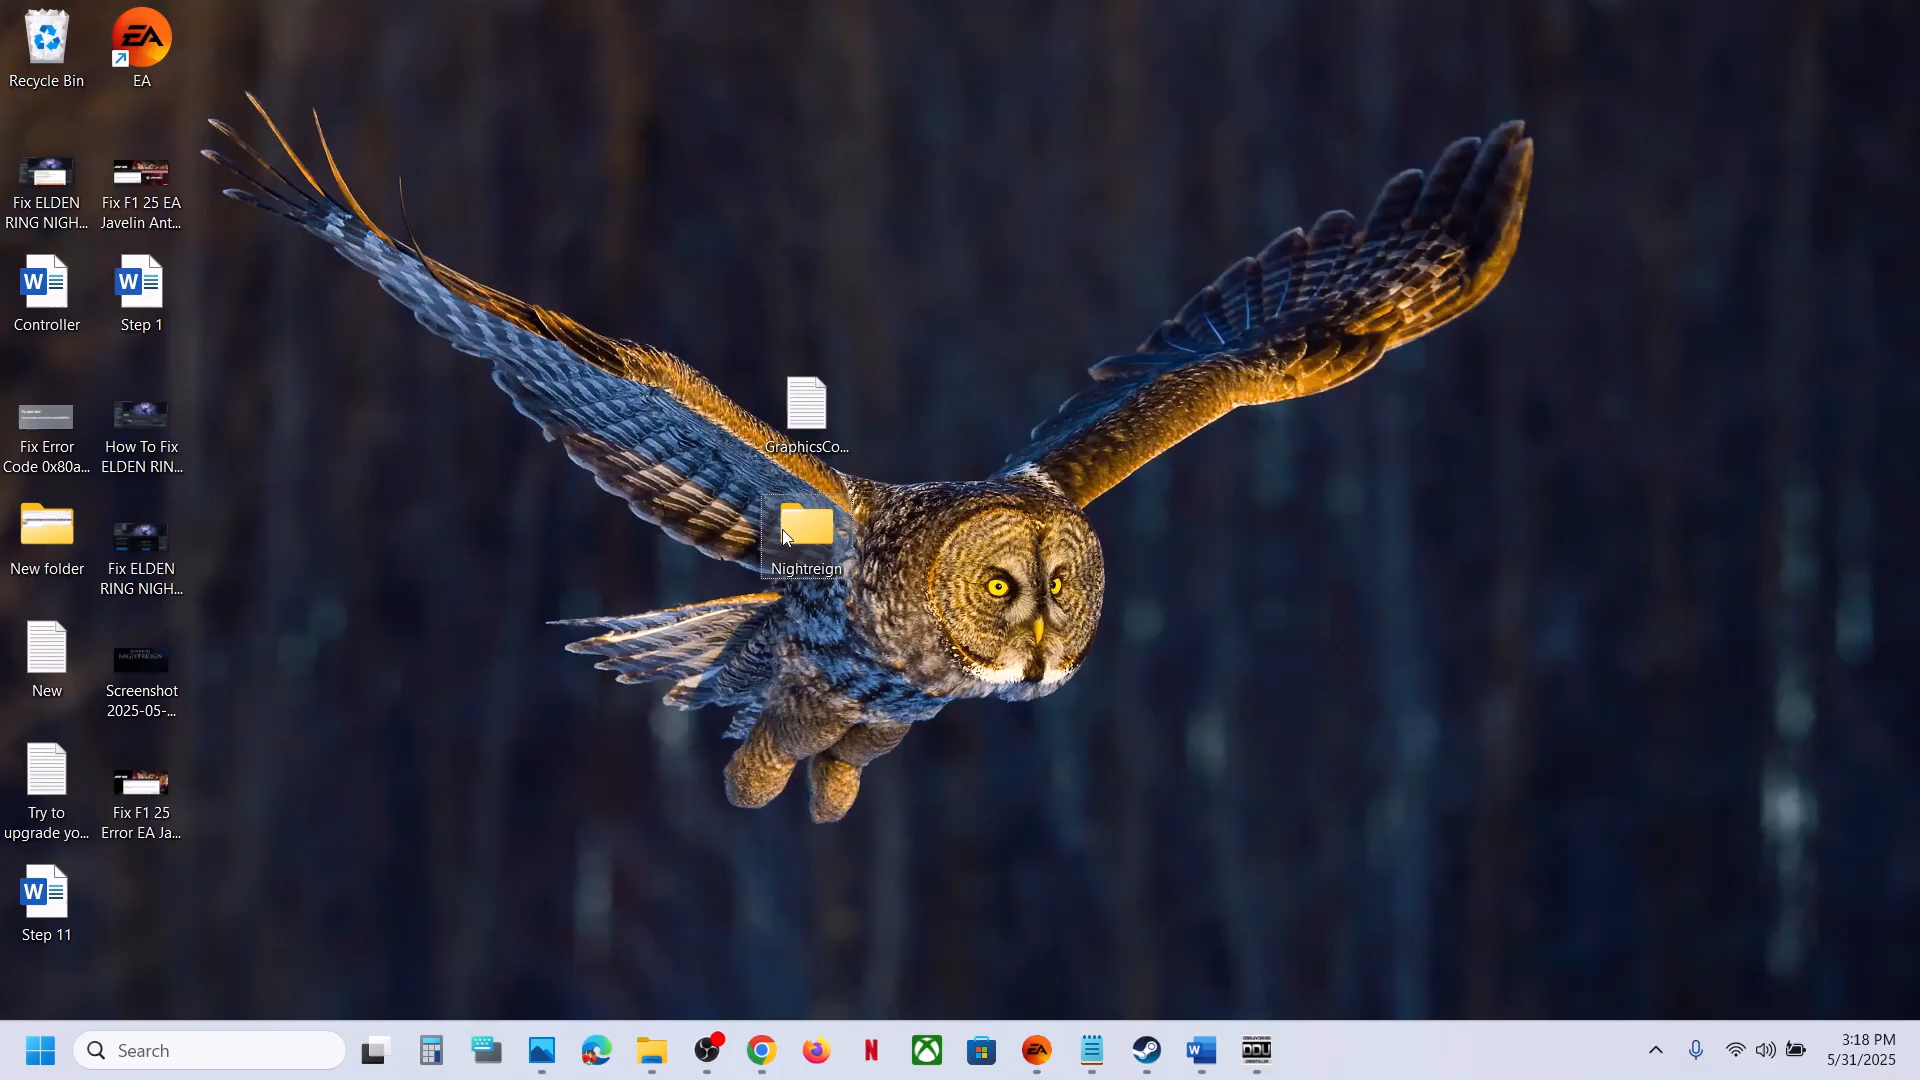 Recycle Bin
EA
EA
Fix ELDEN
RING NIGH...
Fix F1 25 EA
Javelin Ant...
Controller
Step 1
GraphicsCo...
Fix Error
Code 0x80a...
How To Fix
ELDEN RIN...
Nightreign
New folder
Fix ELDEN
RING NIGH...
New
Screenshot
2025-05-...
NIGHTREIGN
Try to
upgrade yo...
Fix F1 25
Error EA Ja...
Step 11
Search
3:18 PM
5/31/2025